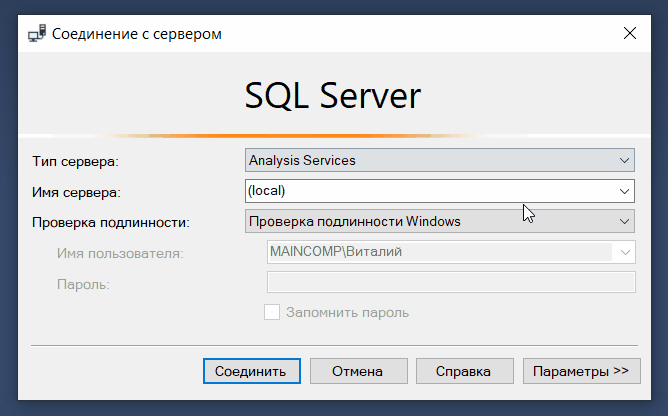 Соединение с сервером
SQL Server
Тип сервера: Analysis Services
Имя сервера: (local)
Проверка подлинности: Проверка подлинности Windows
Имя пользователя: MAINCOMP\Виталий
Пароль:
Запомнить пароль
Соединить Отмена Справка Параметры >>